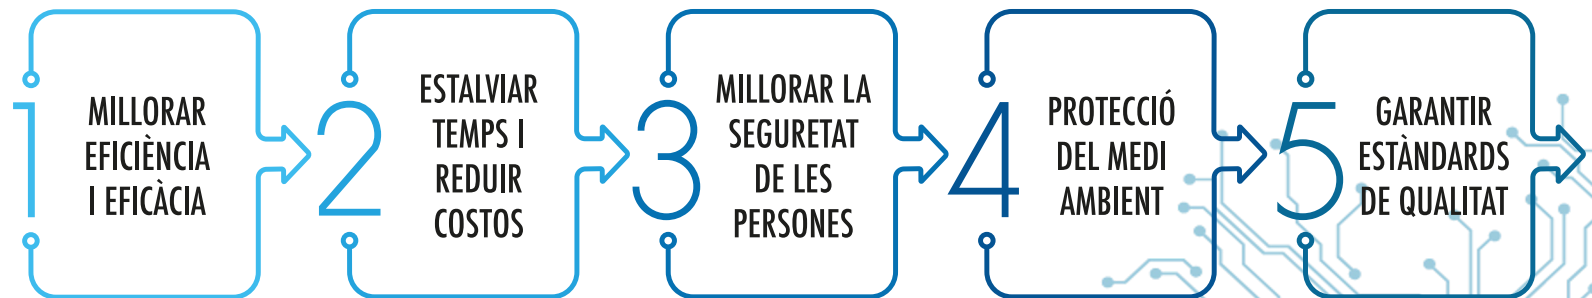 1
MILLORAR
EFICIÈNCIA
I EFICÀCIA
2
ESTALVIAR
TEMPS I
REDUIR
COSTOS
3
MILLORAR LA
SEGURETAT
DE LES
PERSONES
4
PROTECCIÓ
DEL MEDI
AMBIENT
5
GARANTIR
ESTÀNDARDS
DE QUALITAT